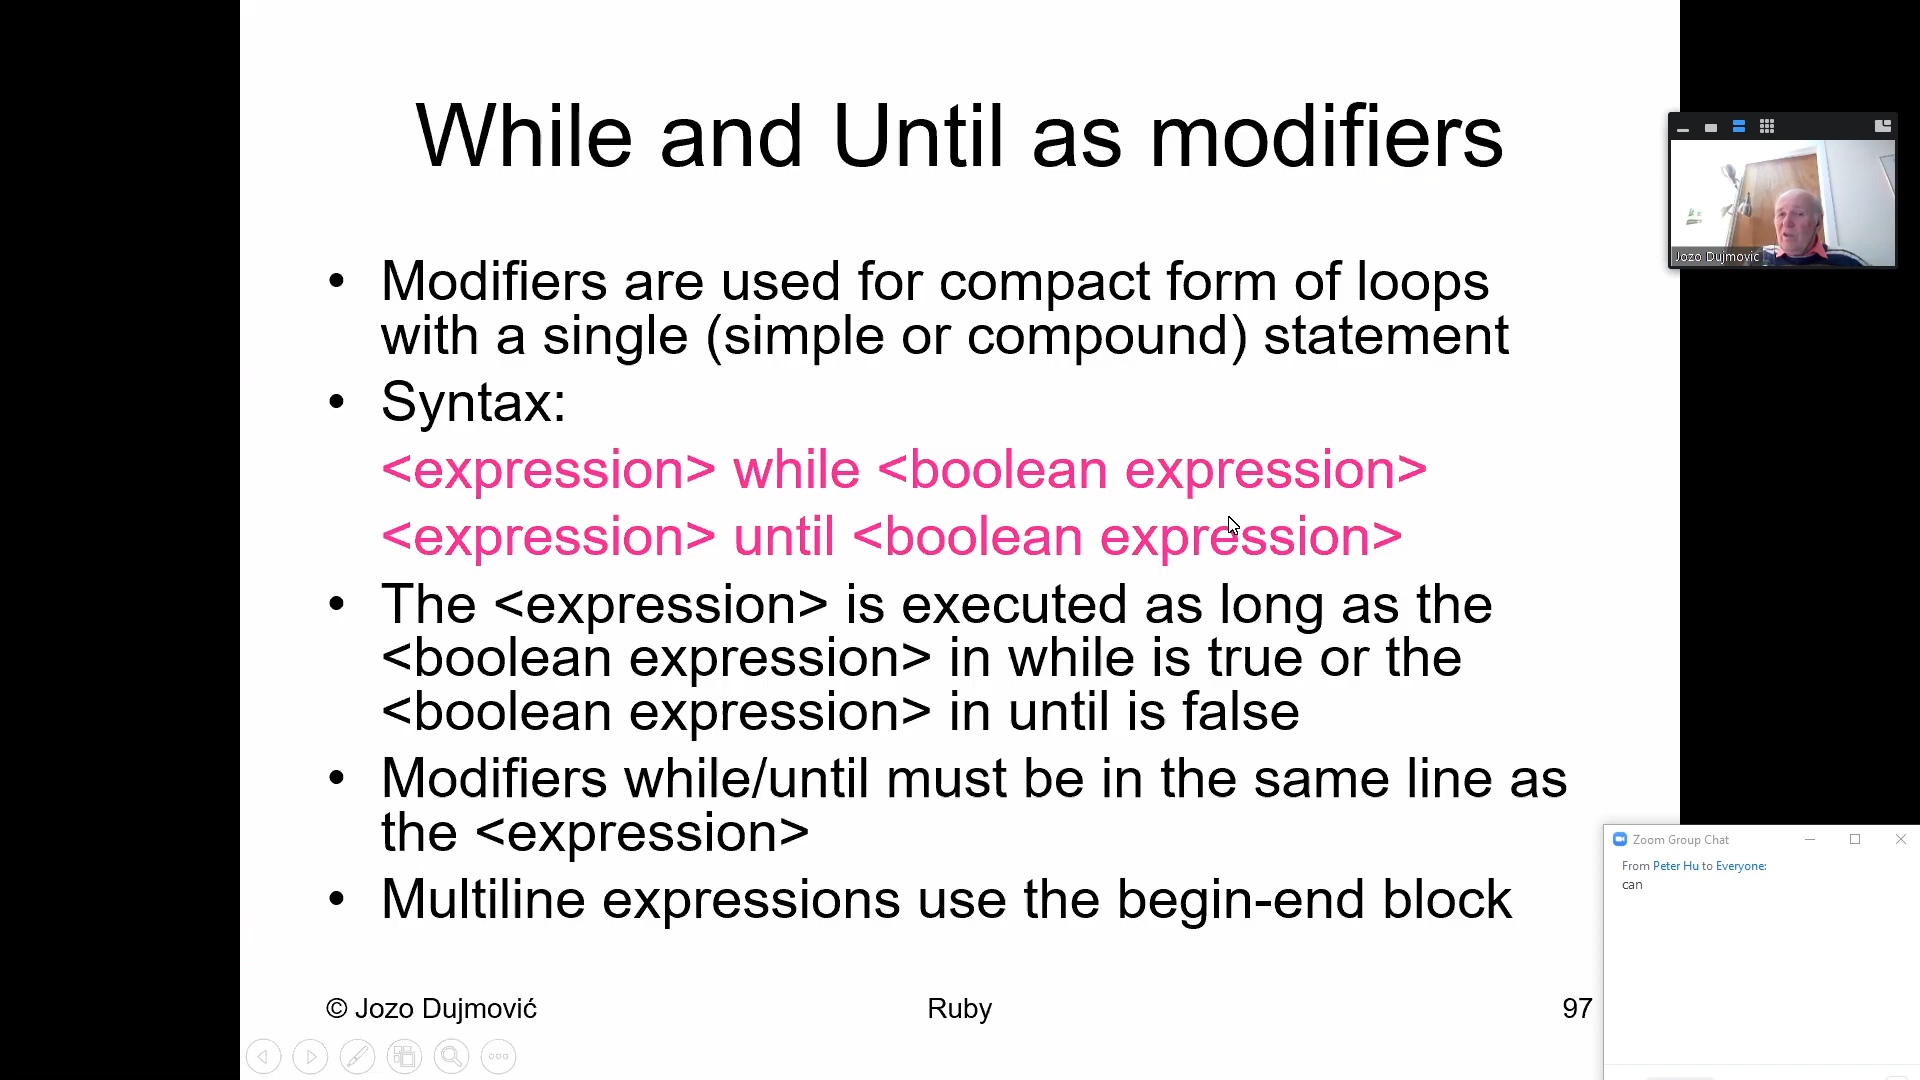 While and Until as modifiers
• Modifiers are used for compact form of loops
with a single (simple or compound) statement
• Syntax:
<expression> while <boolean expression>
<expression> until <boolean expression>
• The <expression> is executed as long as the
<boolean expression> in while is true or the
<boolean expression> in until is false
• Modifiers while/until must be in the same line as
the <expression>
• Multiline expressions use the begin-end block
© Jozo Dujmović
Ruby
97
Jozo Dujmovic
Zoom Group Chat
From Peter Hu to Everyone:
can